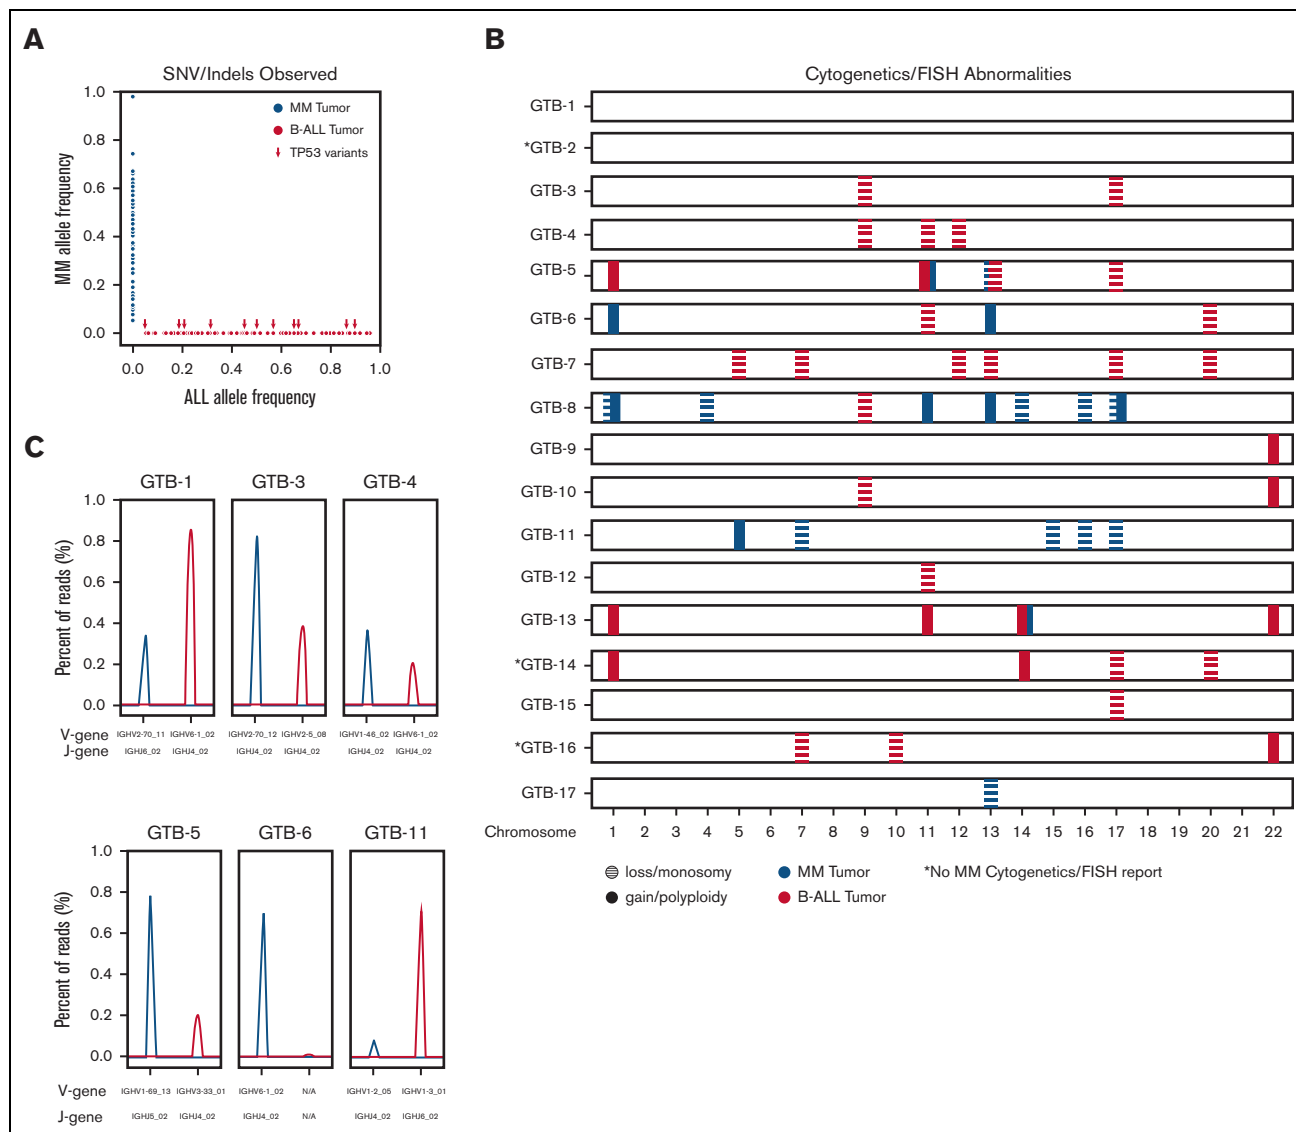 A
SNV/Indels Observed
1.0
0.8
0.6
0.4
0.2
0.0
MM allele frequency
MM Tumor
B-ALL Tumor
TP53 variants
0.0 0.2 0.4 0.6 0.8 1.0
ALL allele frequency
B
Cytogenetics/FISH Abnormalities
GTB-1
*GTB-2
GTB-3
GTB-4
GTB-5
GTB-6
GTB-7
GTB-8
GTB-9
GTB-10
GTB-11
GTB-12
GTB-13
*GTB-14
GTB-15
*GTB-16
GTB-17
Chromosome 1 2 3 4 5 6 7 8 9 10 11 12 13 14 15 16 17 18 19 20 21 22
loss/monosomy MM Tumor *No MM Cytogenetics/FISH report
gain/polyploidy B-ALL Tumor
C
GTB-1 GTB-3 GTB-4
1.0
0.8
0.6
0.4
0.2
0.0
Percent of reads (%)
V-gene IGHV2-70_11 IGHV6-1_02 IGHV2-70_12 IGHV2-5_08 IGHV1-46_02 IGHV6-1_02
J-gene IGHJ6_02 IGHJ4_02 IGHJ4_02 IGHJ4_02 IGHJ4_02 IGHJ4_02
GTB-5 GTB-6 GTB-11
1.0
0.8
0.6
0.4
0.2
0.0
Percent of reads (%)
V-gene IGHV1-69_13 IGHV3-33_01 IGHV6-1_02 N/A IGHV1-2_05 IGHV1-3_01
J-gene IGHJ5_02 IGHJ4_02 IGHJ4_02 N/A IGHJ4_02 IGHJ6_02